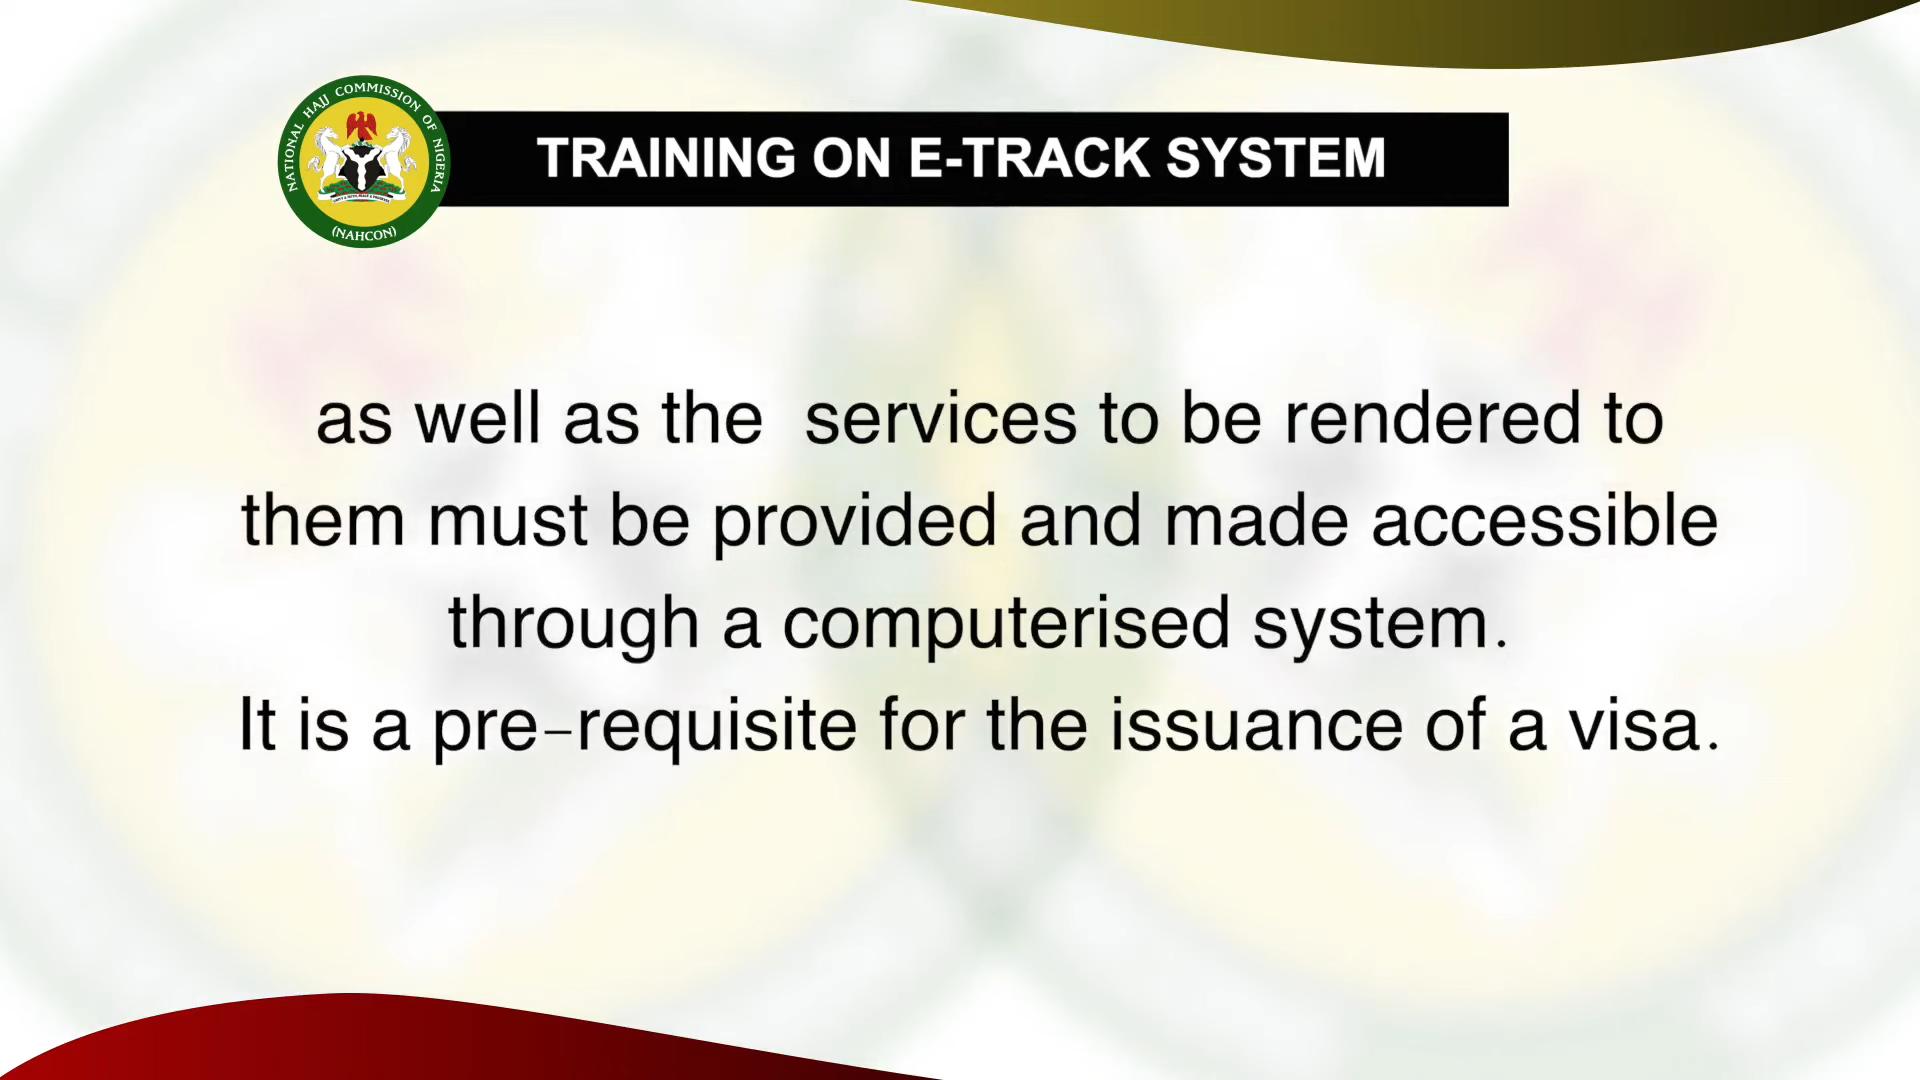 NATIONAL HAJJ COMMISSION OF NIGERIA
(NAHCON)
TRAINING ON E-TRACK SYSTEM
as well as the  services to be rendered to
them must be provided and made accessible
through a computerised system.
It is a pre-requisite for the issuance of a visa.